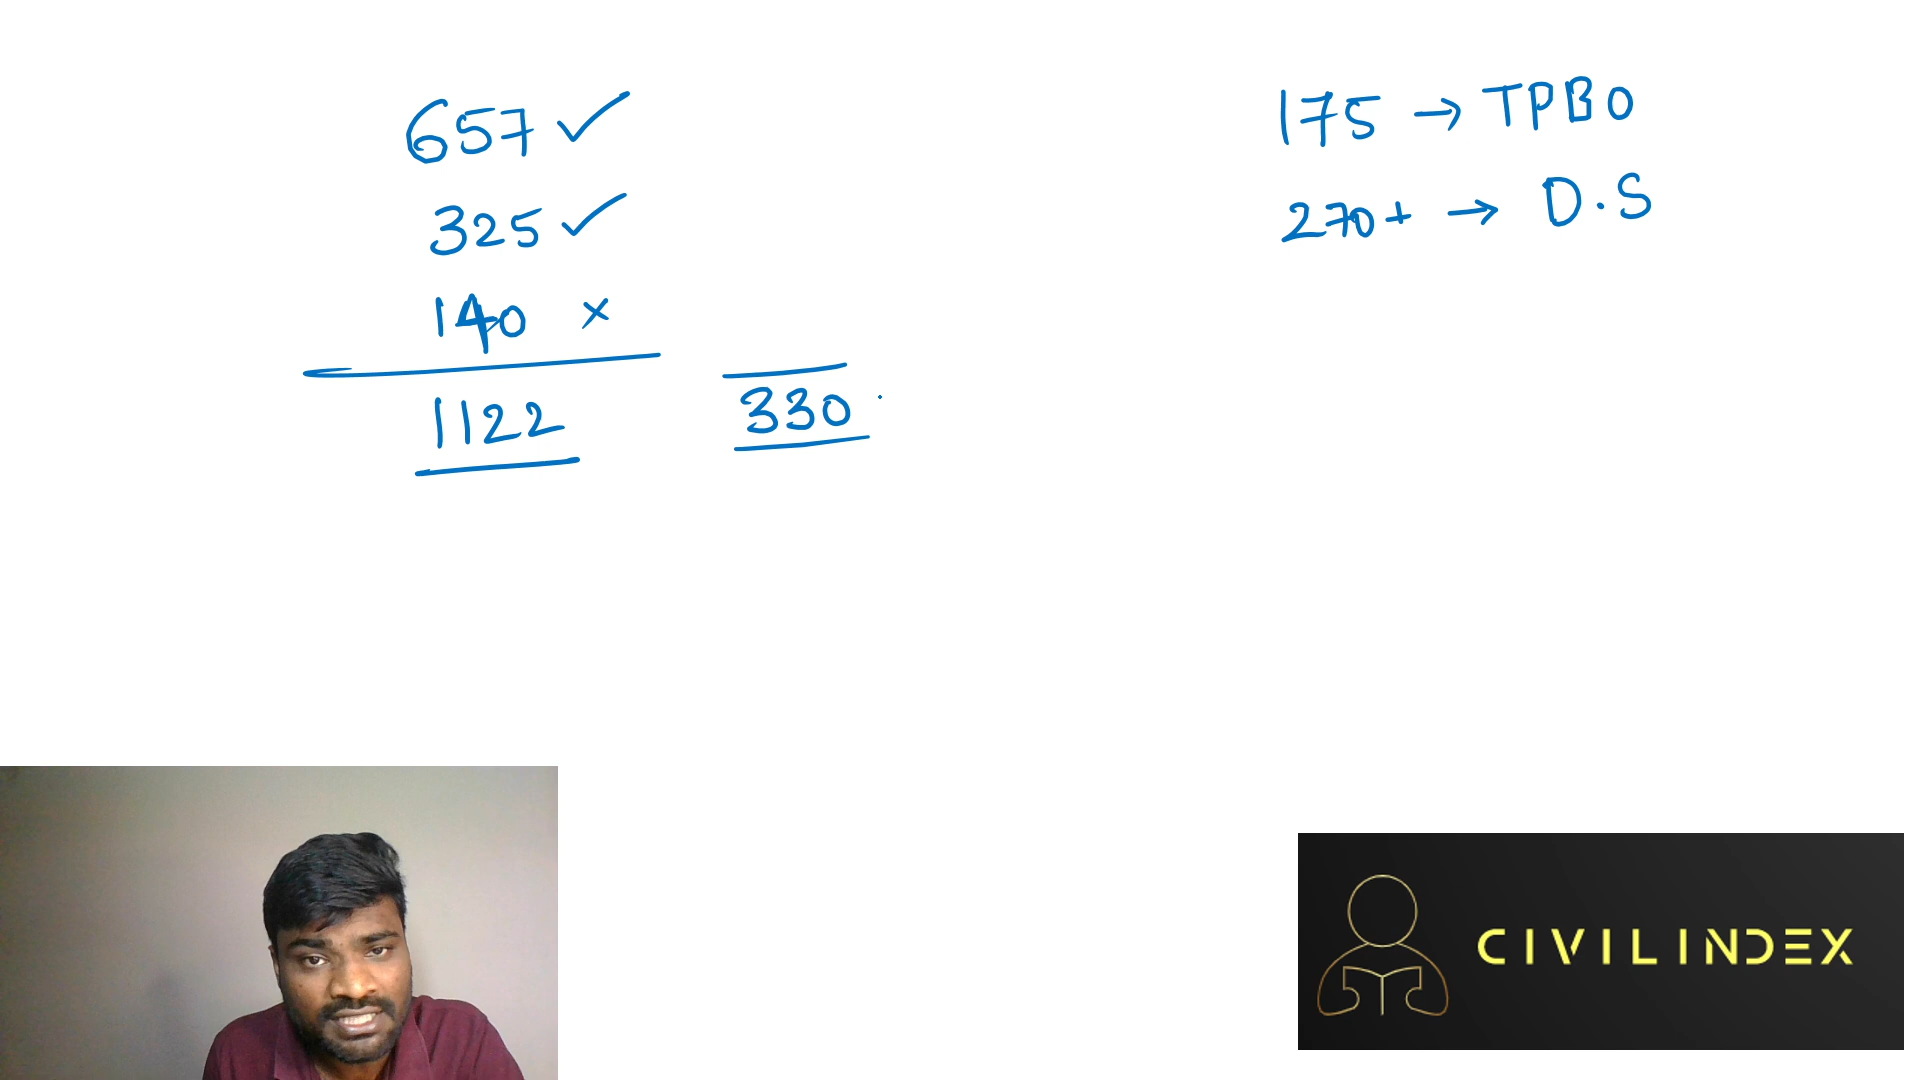 657 ✓
325 ✓
140 ×
1122
330
175 → TPBO
270+ → D.S
CIVILINDEX